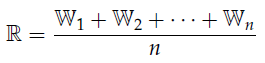 ℝ = (𝕎₁ + 𝕎₂ + ⋯ + 𝕎ₙ) / n